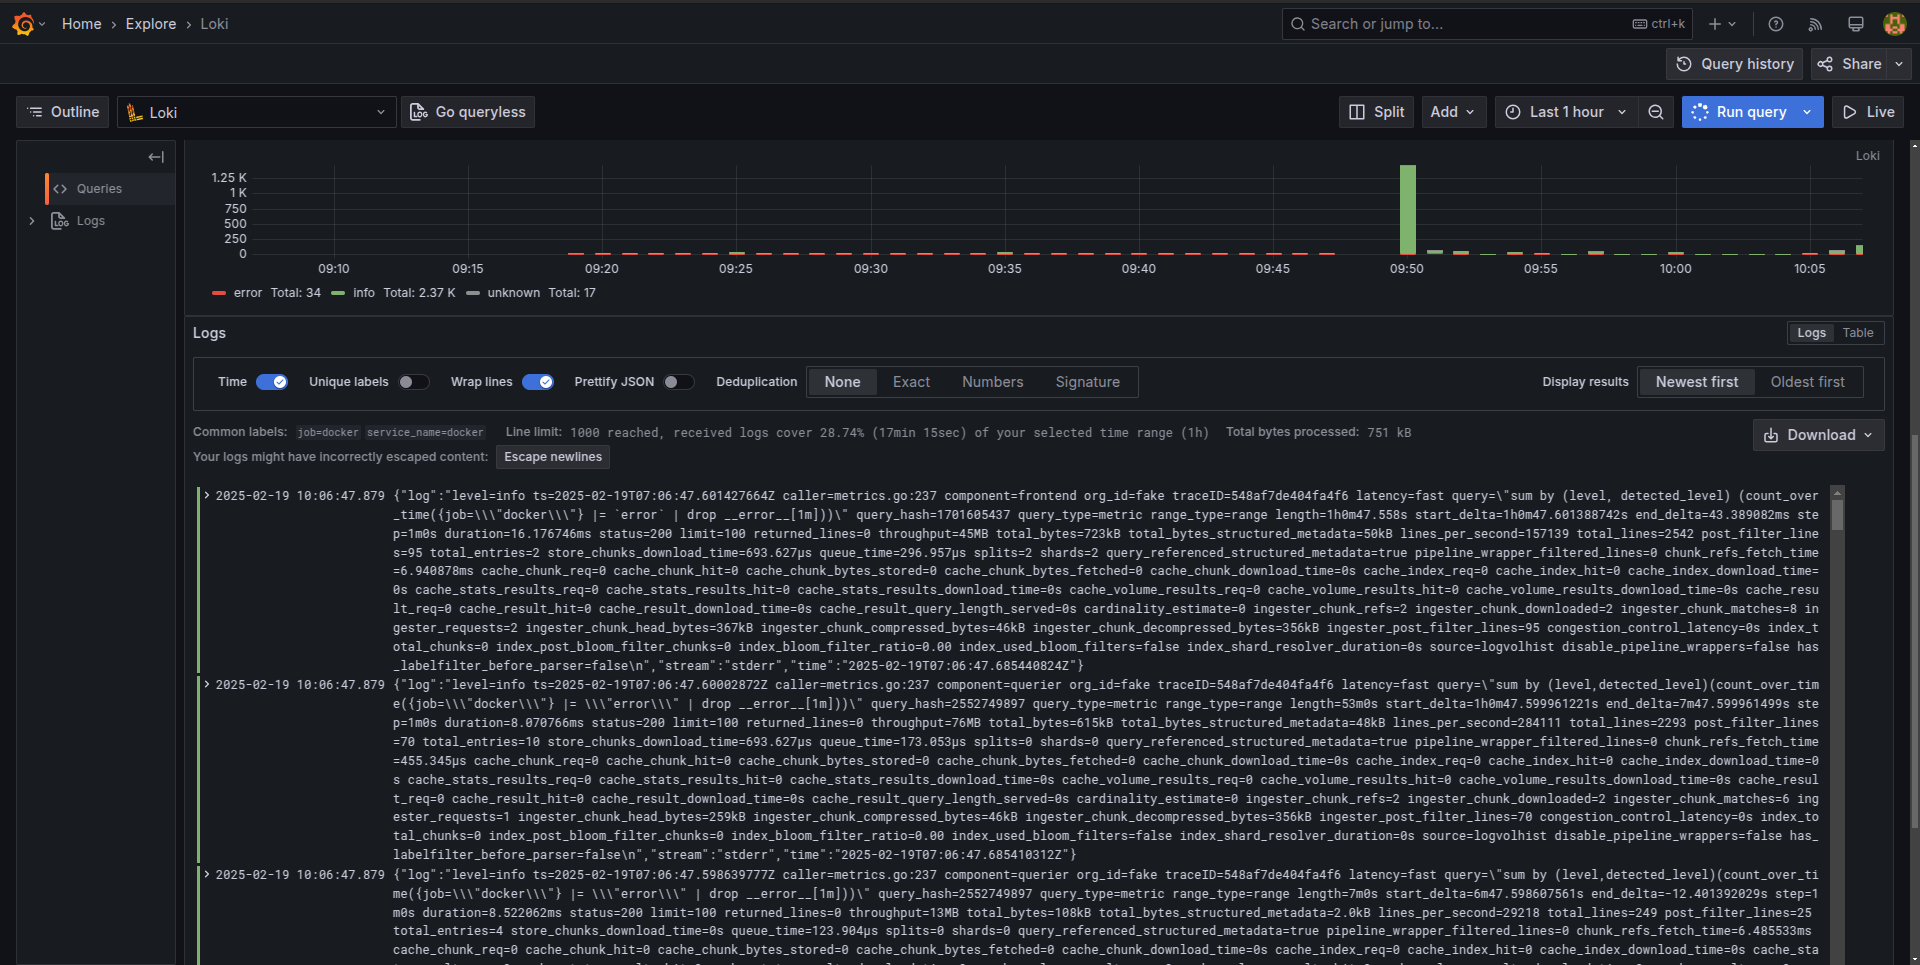 Home › Explore › Loki
Search or jump to...
ctrl+k
Query history
Share
Outline
Loki
Go queryless
Split
Add
Last 1 hour
Run query
Live
Queries
Logs
Loki
1.25 K
1 K
750
500
250
0
09:10 09:15 09:20 09:25 09:30 09:35 09:40 09:45 09:50 09:55 10:00 10:05
error Total: 34 info Total: 2.37 K unknown Total: 17
Logs
Logs Table
Time Unique labels Wrap lines Prettify JSON Deduplication None Exact Numbers Signature Display results Newest first Oldest first
Common labels: job=docker service_name=docker Line limit: 1000 reached, received logs cover 28.74% (17min 15sec) of your selected time range (1h) Total bytes processed: 751 kB
Download
Your logs might have incorrectly escaped content: Escape newlines
2025-02-19 10:06:47.879 {"log":"level=info ts=2025-02-19T07:06:47.601427664Z caller=metrics.go:237 component=frontend org_id=fake traceID=548af7de404fa4f6 latency=fast query=\"sum by (level, detected_level) (count_over
_time({job=\\\"docker\\\"} |= `error` | drop __error__[1m]))\" query_hash=1701605437 query_type=metric range_type=range length=1h0m47.558s start_delta=1h0m47.601388742s end_delta=43.389082ms ste
p=1m0s duration=16.176746ms status=200 limit=100 returned_lines=0 throughput=45MB total_bytes=723kB total_bytes_structured_metadata=50kB lines_per_second=157139 total_lines=2542 post_filter_line
s=95 total_entries=2 store_chunks_download_time=693.627µs queue_time=296.957µs splits=2 shards=2 query_referenced_structured_metadata=true pipeline_wrapper_filtered_lines=0 chunk_refs_fetch_time
=6.940878ms cache_chunk_req=0 cache_chunk_hit=0 cache_chunk_bytes_stored=0 cache_chunk_bytes_fetched=0 cache_chunk_download_time=0s cache_index_req=0 cache_index_hit=0 cache_index_download_time=
0s cache_stats_results_req=0 cache_stats_results_hit=0 cache_stats_results_download_time=0s cache_volume_results_req=0 cache_volume_results_hit=0 cache_volume_results_download_time=0s cache_resu
lt_req=0 cache_result_hit=0 cache_result_download_time=0s cache_result_query_length_served=0s cardinality_estimate=0 ingester_chunk_refs=2 ingester_chunk_downloaded=2 ingester_chunk_matches=8 in
gester_requests=2 ingester_chunk_head_bytes=367kB ingester_chunk_compressed_bytes=46kB ingester_chunk_decompressed_bytes=356kB ingester_post_filter_lines=95 congestion_control_latency=0s index_t
otal_chunks=0 index_post_bloom_filter_chunks=0 index_bloom_filter_ratio=0.00 index_used_bloom_filters=false index_shard_resolver_duration=0s source=logvolhist disable_pipeline_wrappers=false has
_labelfilter_before_parser=false\n","stream":"stderr","time":"2025-02-19T07:06:47.685440824Z"}
2025-02-19 10:06:47.879 {"log":"level=info ts=2025-02-19T07:06:47.60002872Z caller=metrics.go:237 component=querier org_id=fake traceID=548af7de404fa4f6 latency=fast query=\"sum by (level,detected_level)(count_over_tim
e({job=\\\"docker\\\"} |= \\\"error\\\" | drop __error__[1m]))\" query_hash=2552749897 query_type=metric range_type=range length=53m0s start_delta=1h0m47.599961221s end_delta=7m47.599961499s ste
p=1m0s duration=8.070766ms status=200 limit=100 returned_lines=0 throughput=76MB total_bytes=615kB total_bytes_structured_metadata=48kB lines_per_second=284111 total_lines=2293 post_filter_lines
=70 total_entries=10 store_chunks_download_time=693.627µs queue_time=173.053µs splits=0 shards=0 query_referenced_structured_metadata=true pipeline_wrapper_filtered_lines=0 chunk_refs_fetch_time
=455.345µs cache_chunk_req=0 cache_chunk_hit=0 cache_chunk_bytes_stored=0 cache_chunk_bytes_fetched=0 cache_chunk_download_time=0s cache_index_req=0 cache_index_hit=0 cache_index_download_time=0
s cache_stats_results_req=0 cache_stats_results_hit=0 cache_stats_results_download_time=0s cache_volume_results_req=0 cache_volume_results_hit=0 cache_volume_results_download_time=0s cache_resul
t_req=0 cache_result_hit=0 cache_result_download_time=0s cache_result_query_length_served=0s cardinality_estimate=0 ingester_chunk_refs=2 ingester_chunk_downloaded=2 ingester_chunk_matches=6 ing
ester_requests=1 ingester_chunk_head_bytes=259kB ingester_chunk_compressed_bytes=46kB ingester_chunk_decompressed_bytes=356kB ingester_post_filter_lines=70 congestion_control_latency=0s index_to
tal_chunks=0 index_post_bloom_filter_chunks=0 index_bloom_filter_ratio=0.00 index_used_bloom_filters=false index_shard_resolver_duration=0s source=logvolhist disable_pipeline_wrappers=false has_
labelfilter_before_parser=false\n","stream":"stderr","time":"2025-02-19T07:06:47.685410312Z"}
2025-02-19 10:06:47.879 {"log":"level=info ts=2025-02-19T07:06:47.598639777Z caller=metrics.go:237 component=querier org_id=fake traceID=548af7de404fa4f6 latency=fast query=\"sum by (level,detected_level)(count_over_ti
me({job=\\\"docker\\\"} |= \\\"error\\\" | drop __error__[1m]))\" query_hash=2552749897 query_type=metric range_type=range length=7m0s start_delta=6m47.598607561s end_delta=-12.401392029s step=1
m0s duration=8.522062ms status=200 limit=100 returned_lines=0 throughput=13MB total_bytes=108kB total_bytes_structured_metadata=2.0kB lines_per_second=29218 total_lines=249 post_filter_lines=25
total_entries=4 store_chunks_download_time=0s queue_time=123.904µs splits=0 shards=0 query_referenced_structured_metadata=true pipeline_wrapper_filtered_lines=0 chunk_refs_fetch_time=6.485533ms
cache_chunk_req=0 cache_chunk_hit=0 cache_chunk_bytes_stored=0 cache_chunk_bytes_fetched=0 cache_chunk_download_time=0s cache_index_req=0 cache_index_hit=0 cache_index_download_time=0s cache_sta